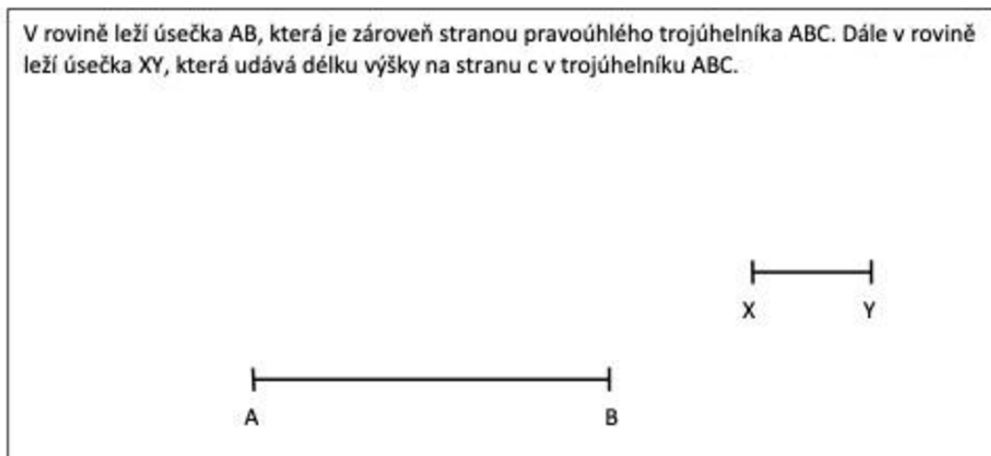 V rovině leží úsečka AB, která je zároveň stranou pravoúhlého trojúhelníka ABC. Dále v rovině
leží úsečka XY, která udává délku výšky na stranu c v trojúhelníku ABC.
X Y
A B